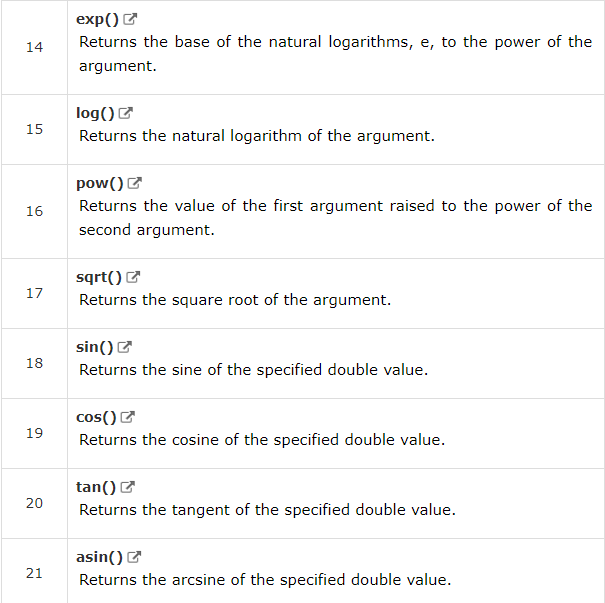 exp()
14
Returns the base of the natural logarithms, e, to the power of the
argument.
log()
15
Returns the natural logarithm of the argument.
pow()
16
Returns the value of the first argument raised to the power of the
second argument.
sqrt()
17
Returns the square root of the argument.
sin()
18
Returns the sine of the specified double value.
cos()
19
Returns the cosine of the specified double value.
tan()
20
Returns the tangent of the specified double value.
asin()
21
Returns the arcsine of the specified double value.